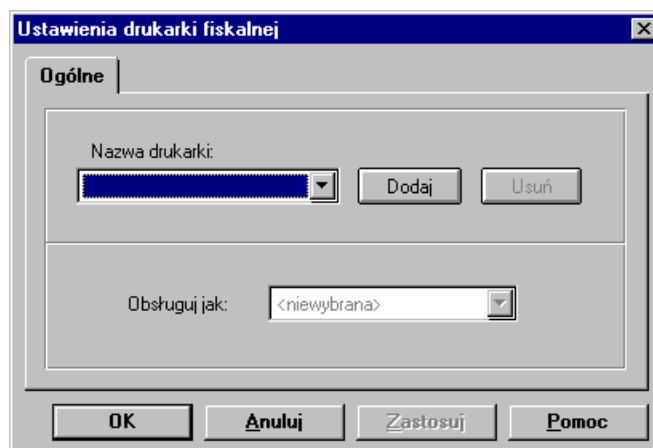 Ustawienia drukarki fiskalnej
Ogólne
Nazwa drukarki:
Dodaj Usuń
Obsługuj jak: <niewybrana>
OK Anuluj Zastosuj Pomoc